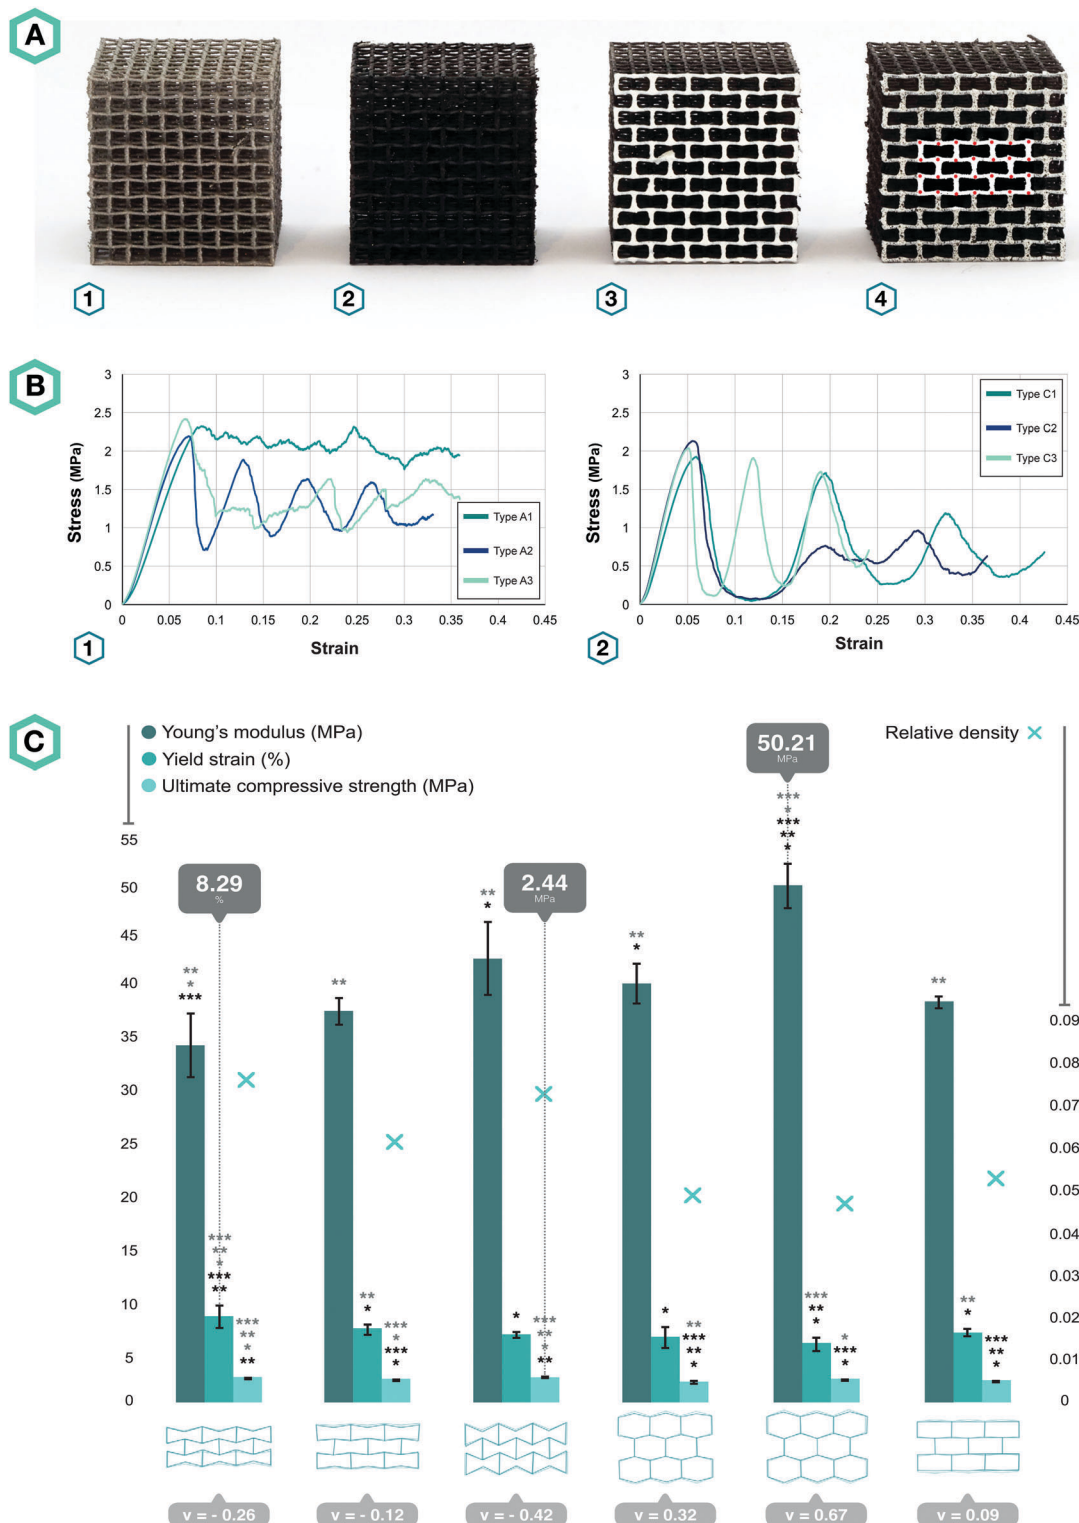 A
1
2
3
4
B
3
2.5
2
1.5
1
0.5
0
Stress (MPa)
0 0.05 0.1 0.15 0.2 0.25 0.3 0.35 0.4 0.45
Strain
Type A1
Type A2
Type A3
1
3
2.5
2
1.5
1
0.5
0
Stress (MPa)
0 0.05 0.1 0.15 0.2 0.25 0.3 0.35 0.4 0.45
Strain
Type C1
Type C2
Type C3
2
C
Young's modulus (MPa)
Yield strain (%)
Ultimate compressive strength (MPa)
Relative density ×
50.21
MPa
8.29
%
2.44
MPa
55
50
45
40
35
30
25
20
15
10
5
0
0.09
0.08
0.07
0.06
0.05
0.04
0.03
0.02
0.01
0
v = - 0.26
v = - 0.12
v = - 0.42
v = 0.32
v = 0.67
v = 0.09